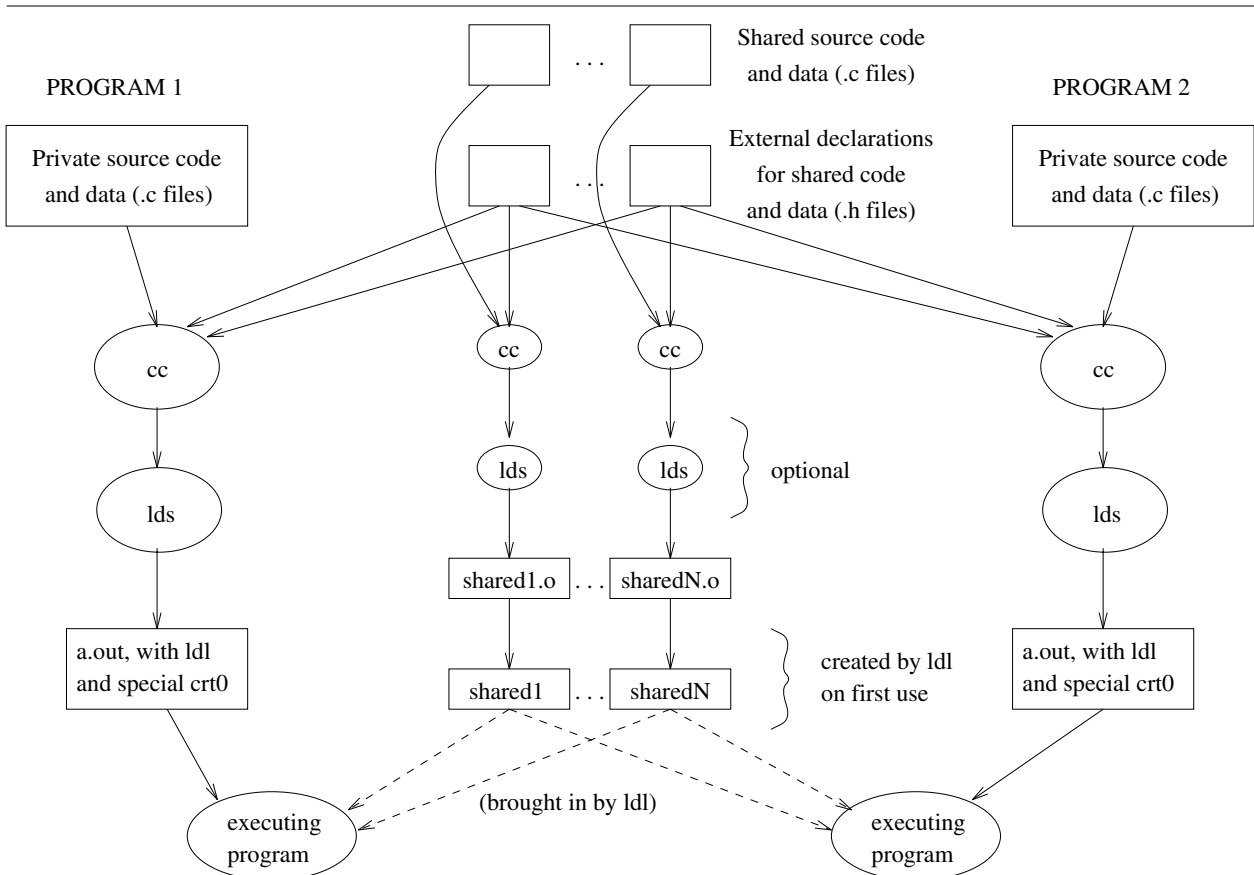 Shared source code
and data (.c files)
. . .
PROGRAM 1
PROGRAM 2
External declarations
for shared code
and data (.h files)
. . .
Private source code
and data (.c files)
Private source code
and data (.c files)
cc
cc
cc
cc
lds
lds
optional
lds
lds
shared1.o
. . .
sharedN.o
a.out, with ldl
and special crt0
shared1
. . .
sharedN
created by ldl
on first use
a.out, with ldl
and special crt0
(brought in by ldl)
executing
program
executing
program